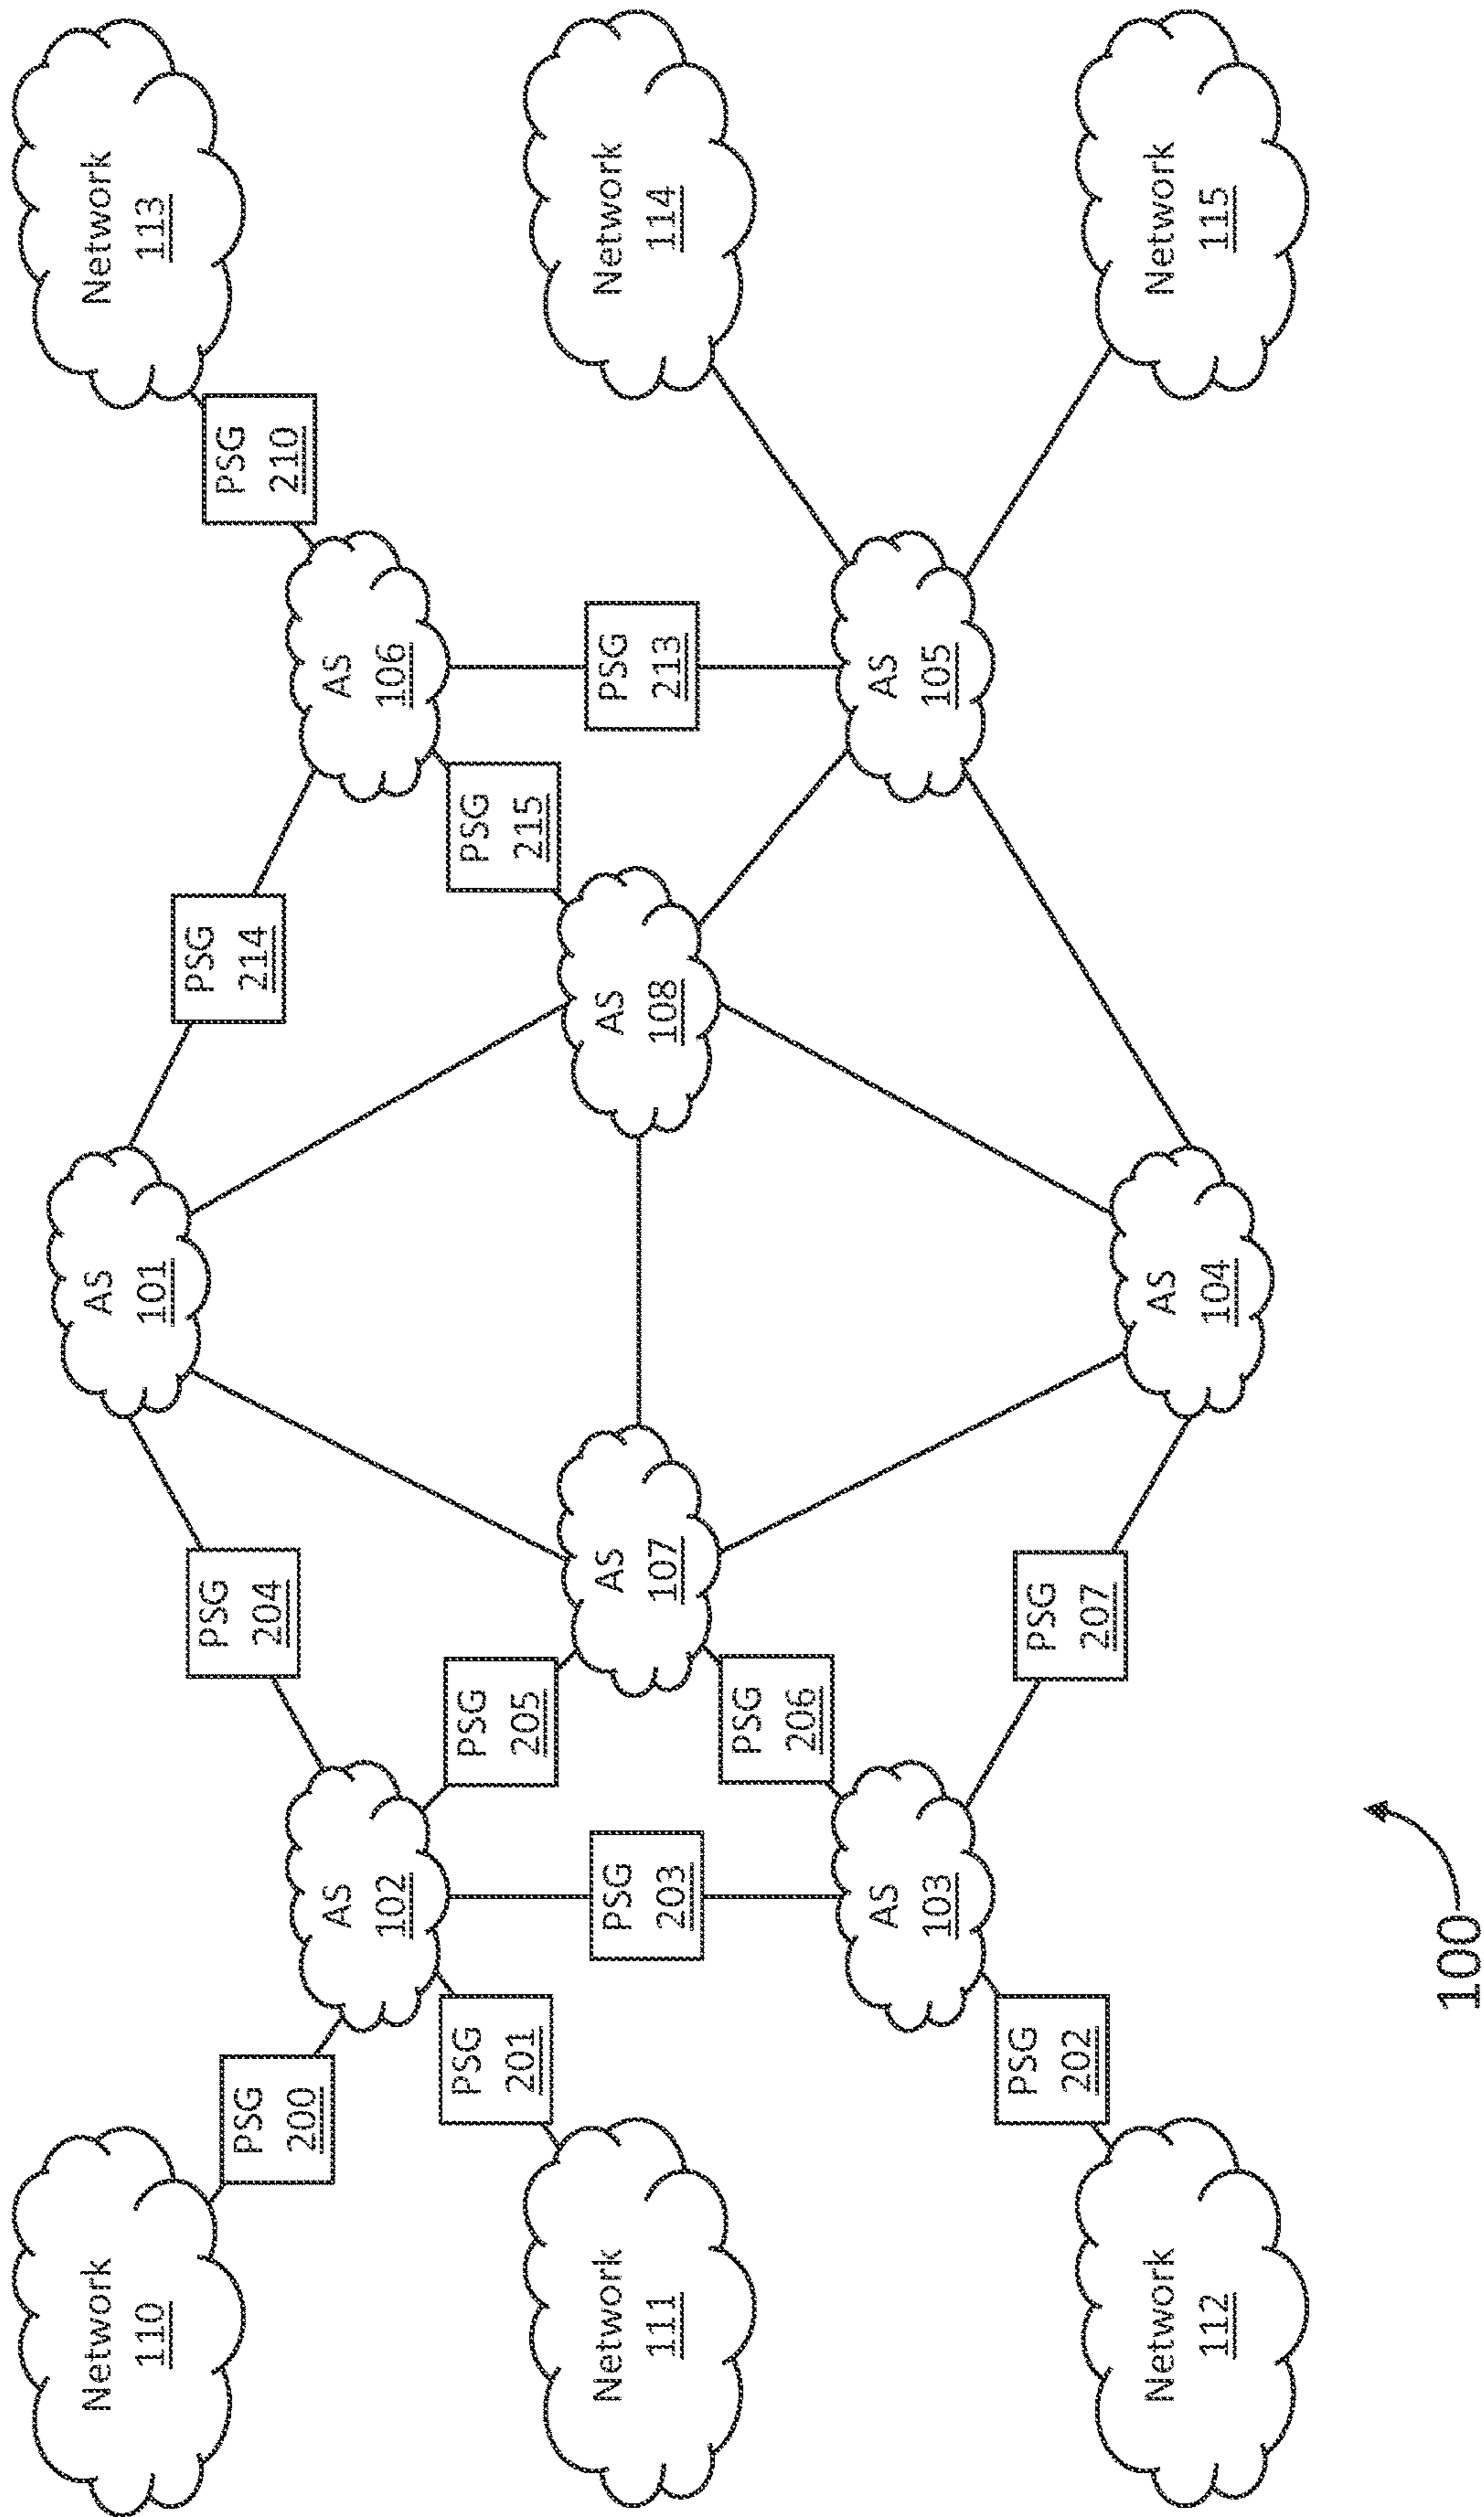 Network
110
AS
101
Network
113
PSG
200
PSG
204
PSG
214
PSG
210
AS
102
AS
106
PSG
201
PSG
205
PSG
215
Network
111
PSG
203
AS
107
AS
108
PSG
213
Network
114
PSG
206
AS
103
AS
105
PSG
202
PSG
207
Network
112
AS
104
Network
115
100